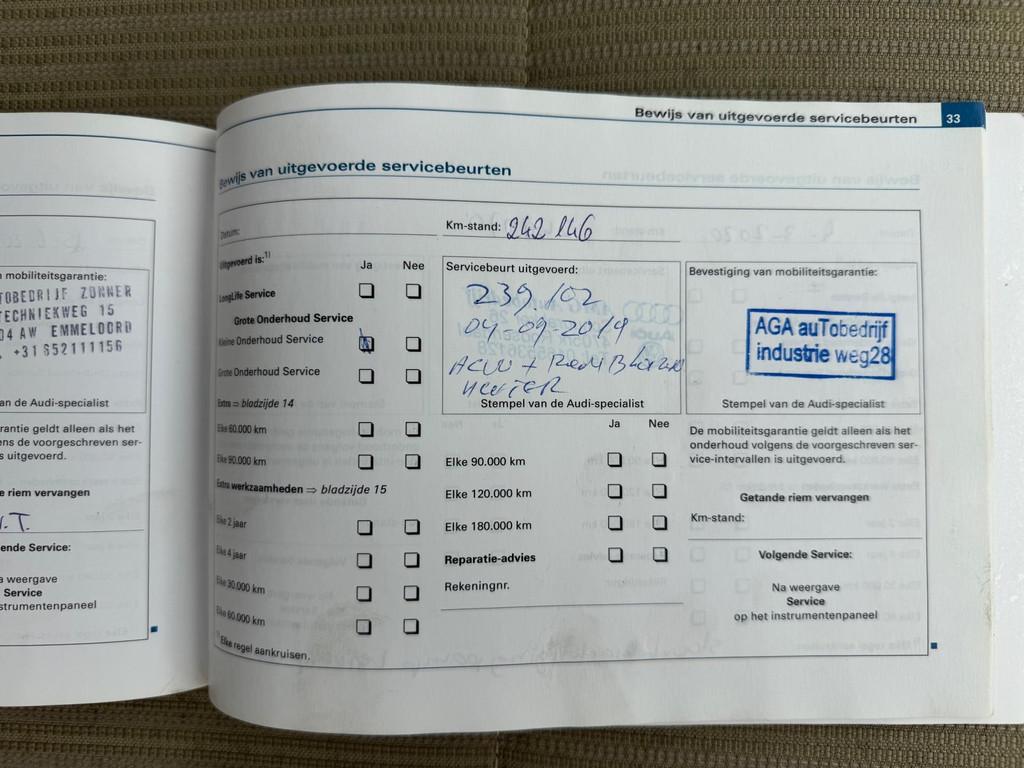 TOBEDRIJF ZONNER
TECHNIEKWEG 15
04 AW EMMELOORD
+31 652111156
n mobiliteitsgarantie:
an de Audi-specialist
rantie geldt alleen als het
ens de voorgeschreven ser-
s uitgevoerd.
e riem vervangen
.T.
ende Service:
a weergave
Service
strumentenpaneel
Bewijs van uitgevoerde servicebeurten 33
Bewijs van uitgevoerde servicebeurten
Datum:
Km-stand: 242 146
Uitgevoerd is:1)
Ja Nee
LongLife Service
Grote Onderhoud Service
Kleine Onderhoud Service
Grote Onderhoud Service
Extra ⇒ bladzijde 14
Elke 60.000 km
Elke 90.000 km
Extra werkzaamheden ⇒ bladzijde 15
Elke 2 jaar
Elke 4 jaar
Elke 30.000 km
Elke 60.000 km
1) Elke regel aankruisen.
Servicebeurt uitgevoerd:
239.102
04-09-2019
Stempel van de Audi-specialist
Ja Nee
Elke 90.000 km
Elke 120.000 km
Elke 180.000 km
Reparatie-advies
Rekeningnr.
Bevestiging van mobiliteitsgarantie:
AGA auTobedrijf
industrie weg28
Stempel van de Audi-specialist
De mobiliteitsgarantie geldt alleen als het
onderhoud volgens de voorgeschreven ser-
vice-intervallen is uitgevoerd.
Getande riem vervangen
Km-stand:
Volgende Service:
Na weergave
Service
op het instrumentenpaneel